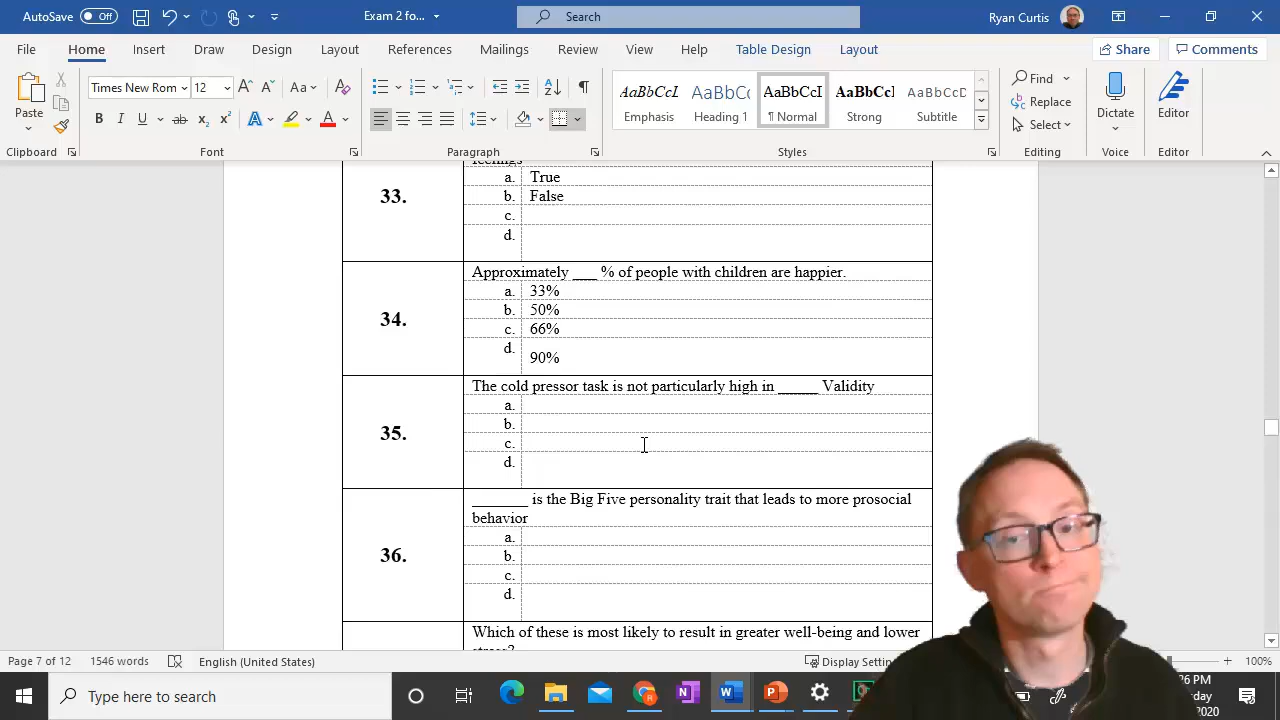 AutoSave Off Exam 2 fo... Search Ryan Curtis
File Home Insert Draw Design Layout References Mailings Review View Help Table Design Layout Share Comments
Paste Times New Rom 12 Aa A
B I U ab x₂ x² A A
AaBbCcI AaBbCc AaBbCcI AaBbCcI AaBbCcD
Emphasis Heading 1 ¶ Normal Strong Subtitle
Find
Replace
Select
Dictate Editor
Clipboard Font Paragraph Styles Editing Voice Editor
feelings
33.
a. True
b. False
c.
d.
34.
Approximately ___ % of people with children are happier.
a. 33%
b. 50%
c. 66%
d. 90%
35.
The cold pressor task is not particularly high in _____ Validity
a.
b.
c.
d.
36.
_______ is the Big Five personality trait that leads to more prosocial
behavior
a.
b.
c.
d.
Which of these is most likely to result in greater well-being and lower
stress?
Page 7 of 12 1546 words English (United States) Display 100%
Type here to search